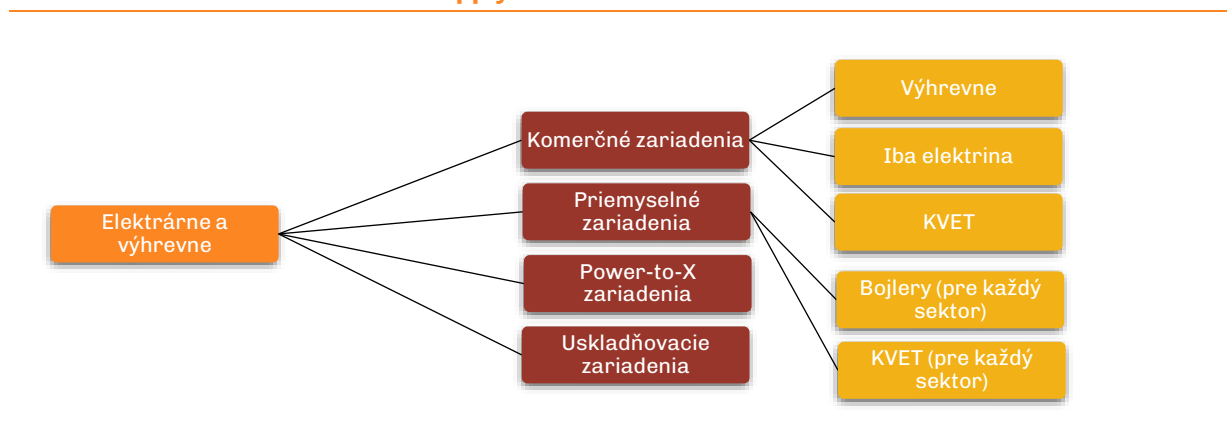 Elektrárne a
výhrevne
Komerčné zariadenia
Priemyselné
zariadenia
Power-to-X
zariadenia
Uskladňovacie
zariadenia
Výhrevne
Iba elektrina
KVET
Bojlery (pre každý
sektor)
KVET (pre každý
sektor)